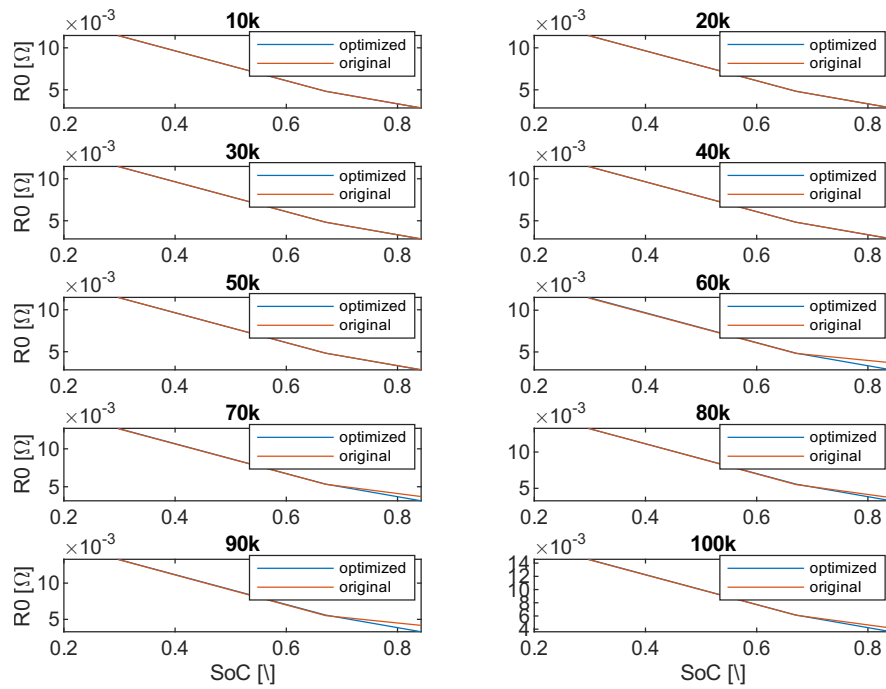 ×10⁻³
10k
10
5
R0 [Ω]
optimized
original
0.2 0.4 0.6 0.8
×10⁻³
20k
10
5
optimized
original
0.2 0.4 0.6 0.8
×10⁻³
30k
10
5
R0 [Ω]
optimized
original
0.2 0.4 0.6 0.8
×10⁻³
40k
10
5
optimized
original
0.2 0.4 0.6 0.8
×10⁻³
50k
10
5
R0 [Ω]
optimized
original
0.2 0.4 0.6 0.8
×10⁻³
60k
10
5
optimized
original
0.2 0.4 0.6 0.8
×10⁻³
70k
10
5
R0 [Ω]
optimized
original
0.2 0.4 0.6 0.8
×10⁻³
80k
10
5
optimized
original
0.2 0.4 0.6 0.8
×10⁻³
90k
10
5
R0 [Ω]
optimized
original
0.2 0.4 0.6 0.8
SoC [\]
×10⁻³
100k
14
12
10
8
6
4
optimized
original
0.2 0.4 0.6 0.8
SoC [\]